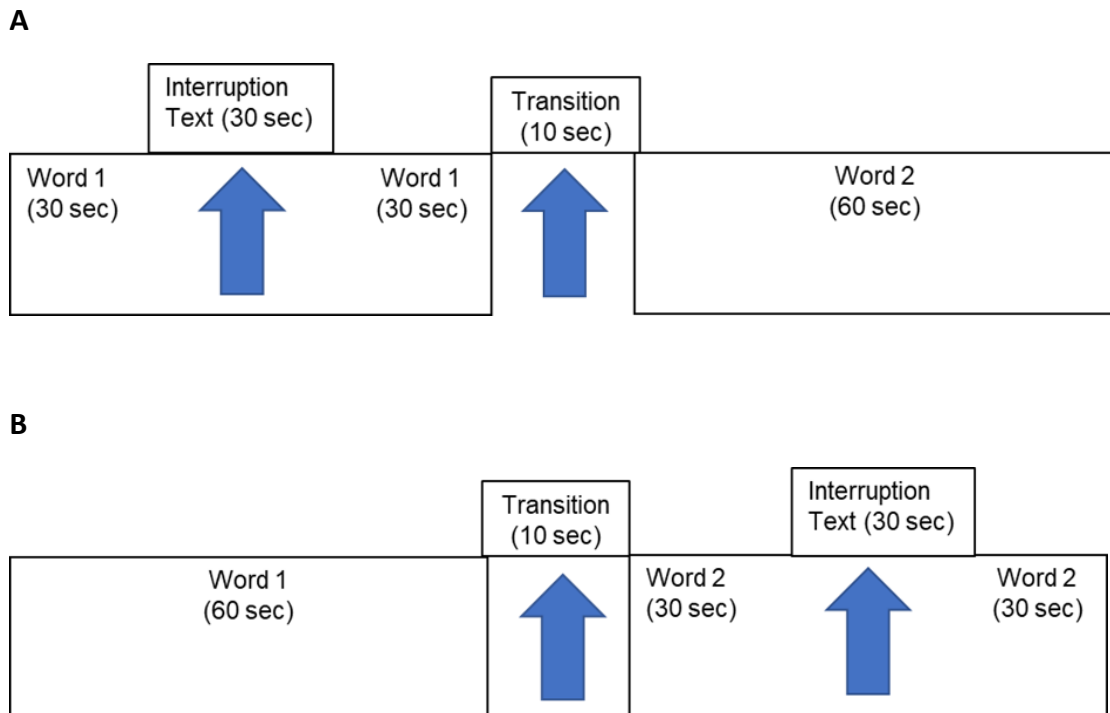 A
Interruption
Text (30 sec)
Transition
(10 sec)
Word 1
(30 sec)
Word 1
(30 sec)
Word 2
(60 sec)
B
Transition
(10 sec)
Interruption
Text (30 sec)
Word 1
(60 sec)
Word 2
(30 sec)
Word 2
(30 sec)